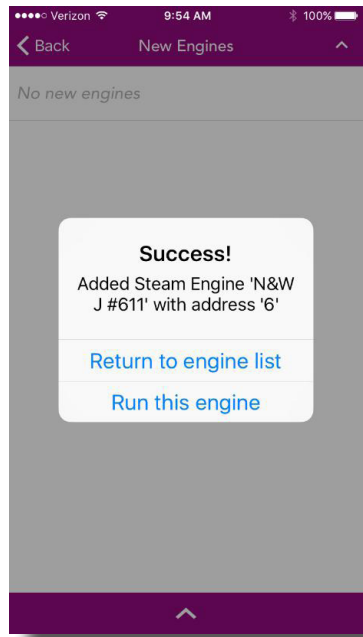 Verizon 9:54 AM 100%
Back New Engines
No new engines
Success!
Added Steam Engine 'N&W
J #611' with address '6'
Return to engine list
Run this engine